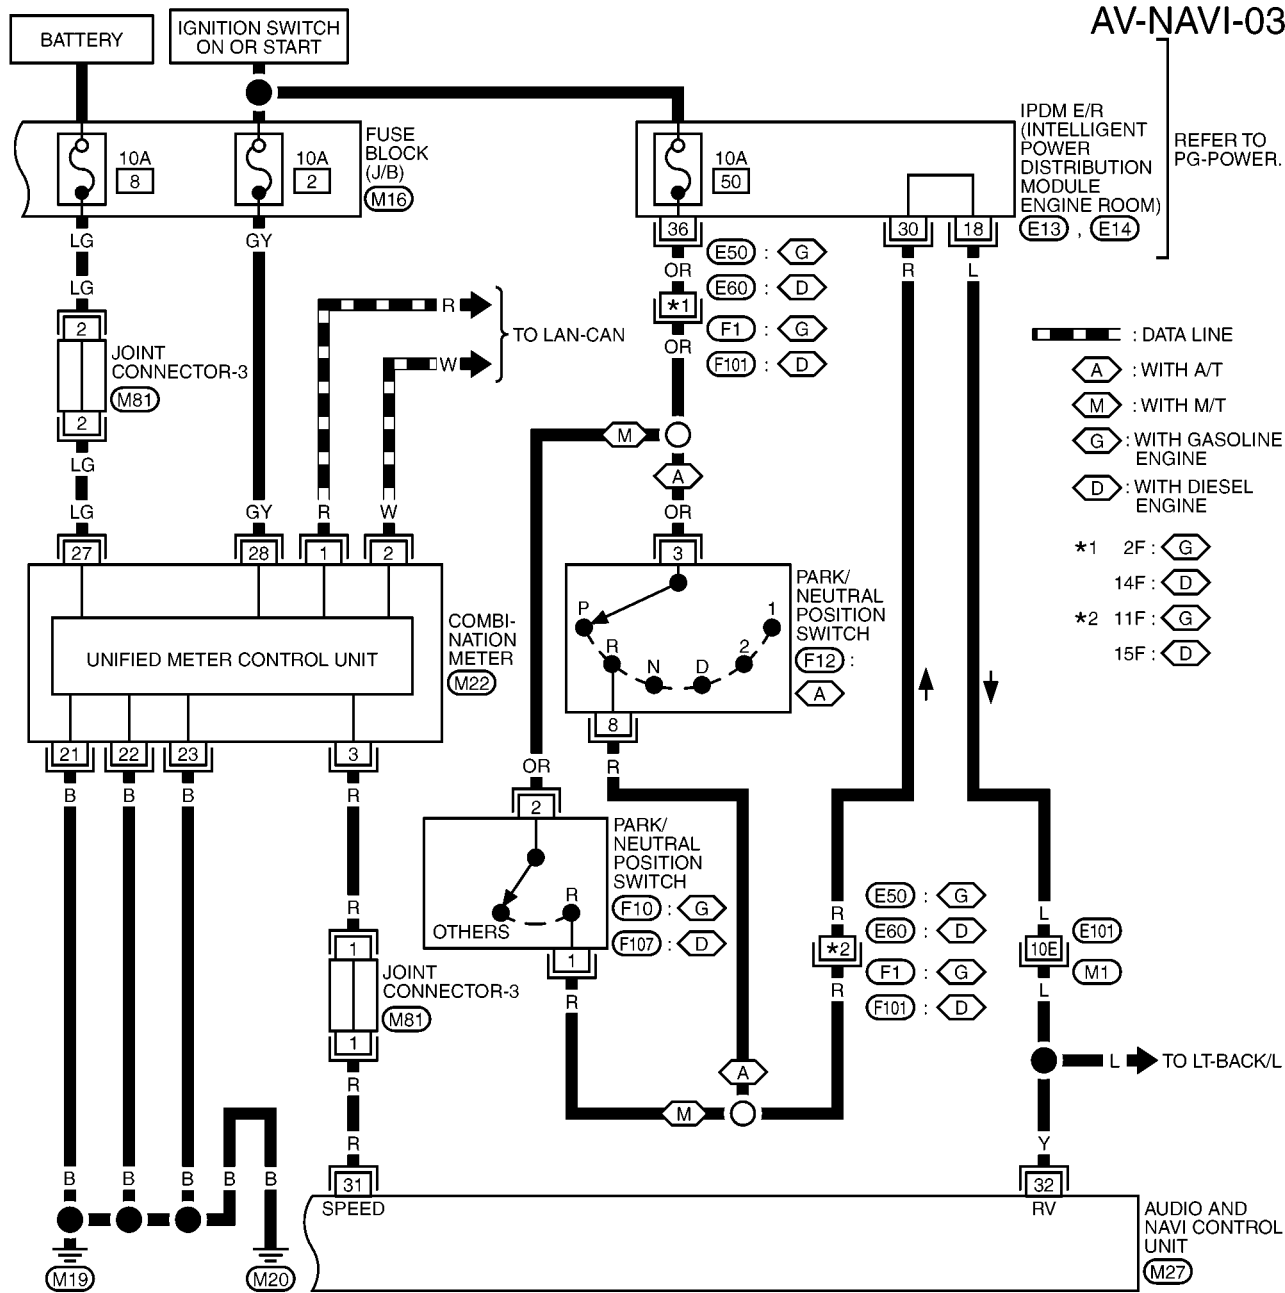 AV-NAVI-03
BATTERY
IGNITION SWITCH
ON OR START
10A
8
10A
2
FUSE
BLOCK
(J/B)
M16
10A
50
IPDM E/R
(INTELLIGENT
POWER
DISTRIBUTION
MODULE
ENGINE ROOM)
E13 , E14
REFER TO
PG-POWER.
LG
GY
36
30
18
OR
R
L
E50 : G
E60 : D
F1 : G
F101 : D
*1
OR
LG
2
JOINT
CONNECTOR-3
M81
2
LG
R
W
TO LAN-CAN
: DATA LINE
A : WITH A/T
M : WITH M/T
G : WITH GASOLINE
ENGINE
D : WITH DIESEL
ENGINE
*1 2F : G
14F : D
*2 11F : G
15F : D
M
A
OR
LG
GY
R
W
27
28
1
2
3
UNIFIED METER CONTROL UNIT
COMBI-
NATION
METER
M22
P
R
N
D
2
1
PARK/
NEUTRAL
POSITION
SWITCH
F12 :
A
8
R
21
22
23
3
B
B
B
R
OR
2
OTHERS
R
PARK/
NEUTRAL
POSITION
SWITCH
F10 : G
F107 : D
1
R
R
1
JOINT
CONNECTOR-3
M81
1
R
R
*2
R
E50 : G
E60 : D
F1 : G
F101 : D
L
10E
L
E101
M1
A
M
L
TO LT-BACK/L
R
Y
B
B
B
B
B
31
SPEED
32
RV
AUDIO AND
NAVI CONTROL
UNIT
M27
M19
M20